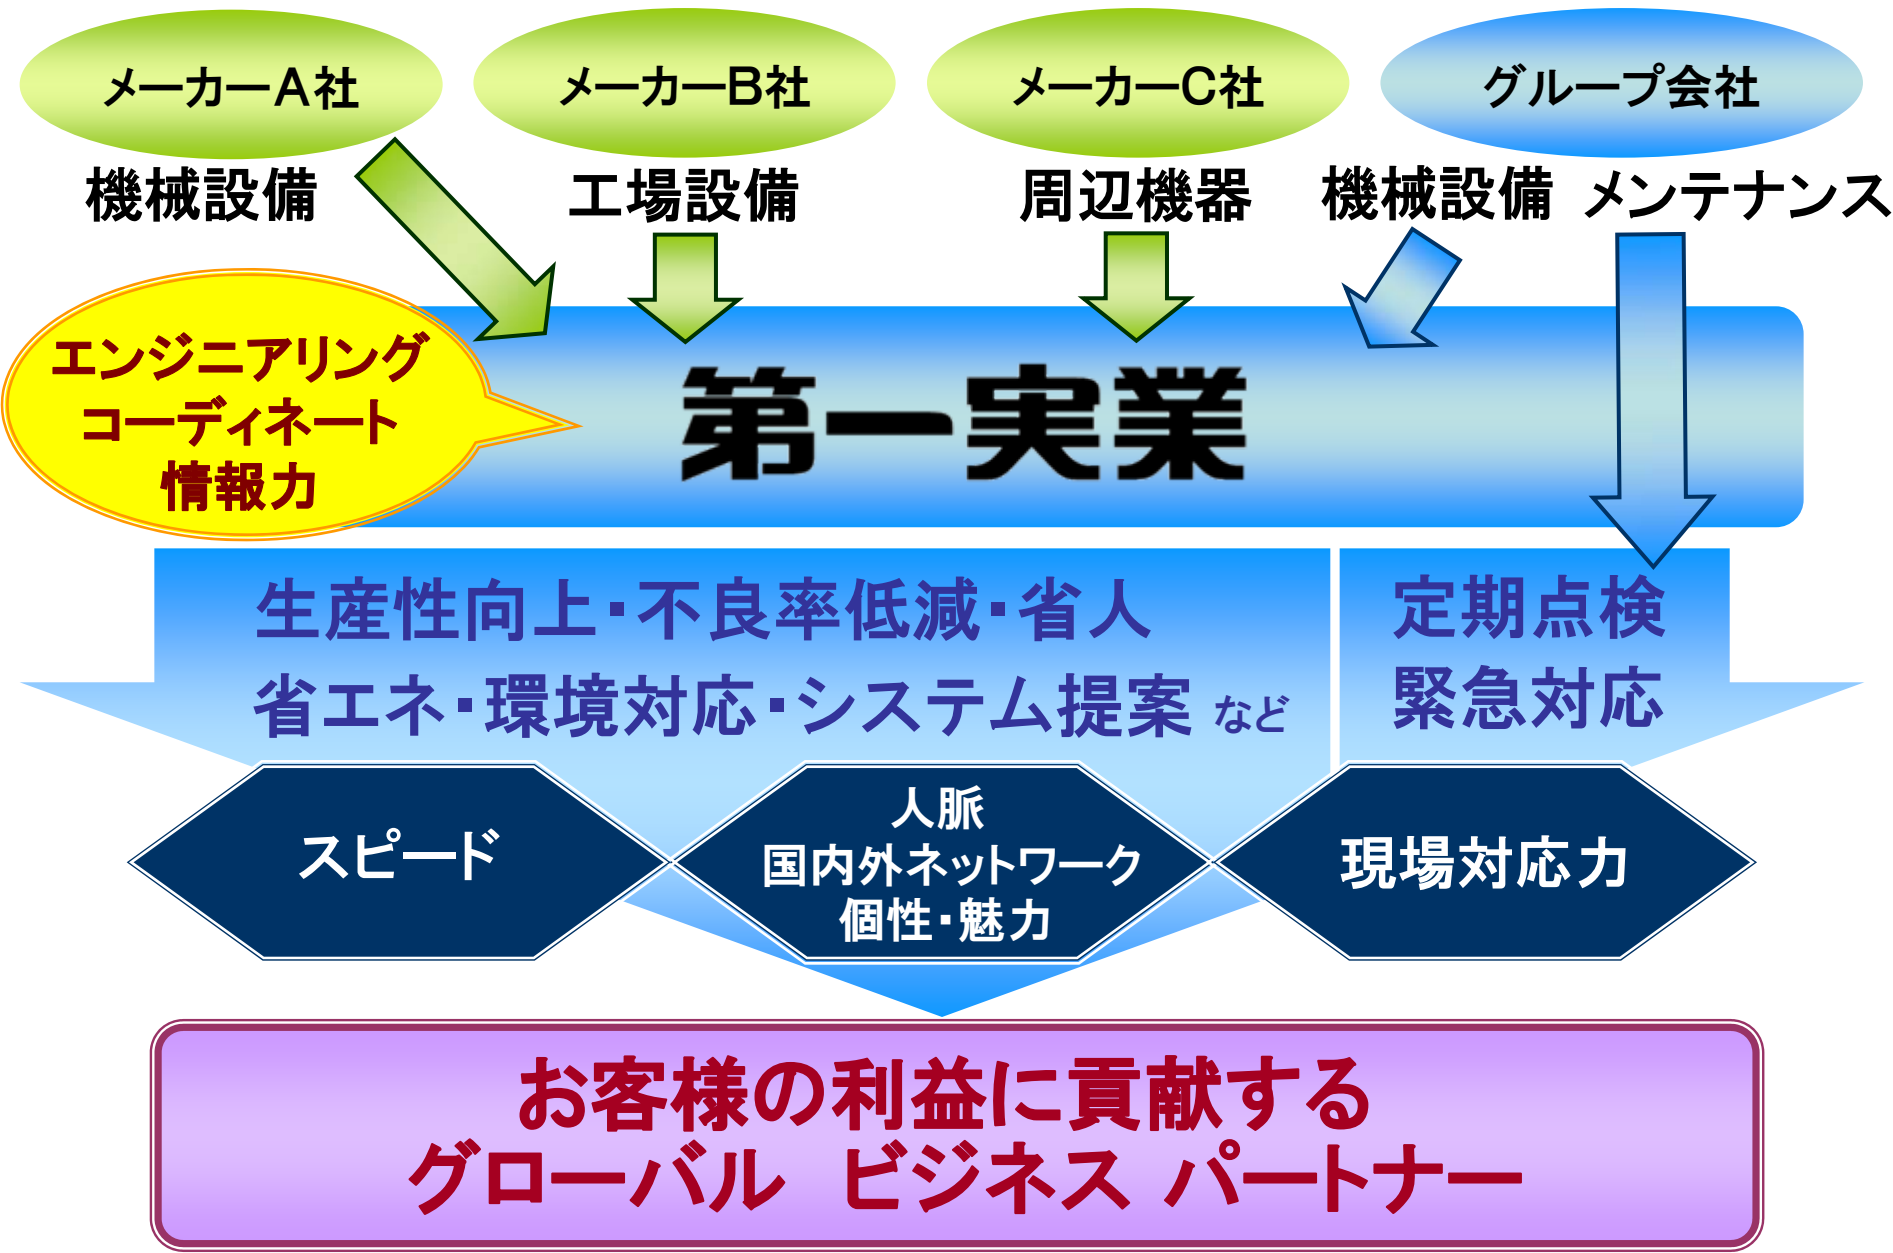 メーカーA社
メーカーB社
メーカーC社
グループ会社
機械設備
工場設備
周辺機器
機械設備 メンテナンス
エンジニアリング
コーディネート
情報力
第一実業
生産性向上・不良率低減・省人
省エネ・環境対応・システム提案 など
定期点検
緊急対応
スピード
人脈
国内外ネットワーク
個性・魅力
現場対応力
お客様の利益に貢献する
グローバル ビジネス パートナー